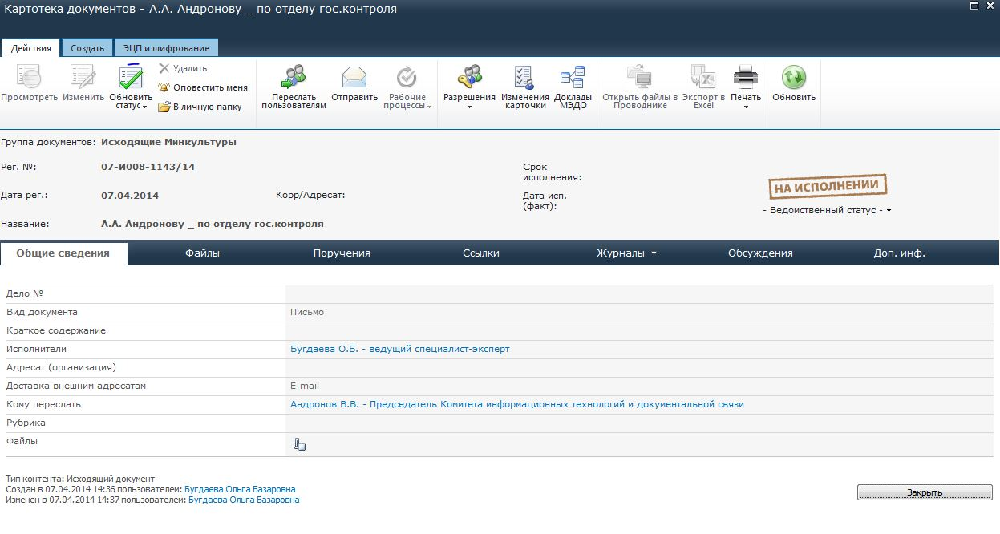 Картотека документов - А.А. Андронову _ по отделу гос.контроля
Действия Создать ЭЦП и шифрование
Просмотреть
Изменить
Обновить
статус
Удалить
Оповестить меня
В личную папку
Переслать
пользователям
Отправить
Рабочие
процессы
Разрешения
Изменения
карточки
Доклады
МЭДО
Открыть файлы в
Проводнике
Экспорт в
Excel
Печать
Обновить
Группа документов: Исходящие Минкультуры
Рег. №: 07-И008-1143/14
Срок
исполнения:
Дата рег.: 07.04.2014 Корр/Адресат:
Дата исп.
(факт):
НА ИСПОЛНЕНИИ
- Ведомственный статус -
Название: А.А. Андронову _ по отделу гос.контроля
Общие сведения Файлы Поручения Ссылки Журналы Обсуждения Доп. инф.
Дело №
Вид документа Письмо
Краткое содержание
Исполнители Бугдаева О.Б. - ведущий специалист-эксперт
Адресат (организация)
Доставка внешним адресатам E-mail
Кому переслать Андронов В.В. - Председатель Комитета информационных технологий и документальной связи
Рубрика
Файлы
Тип контента: Исходящий документ
Создан в 07.04.2014 14:36 пользователем: Бугдаева Ольга Базаровна
Изменен в 07.04.2014 14:37 пользователем: Бугдаева Ольга Базаровна
Закрыть